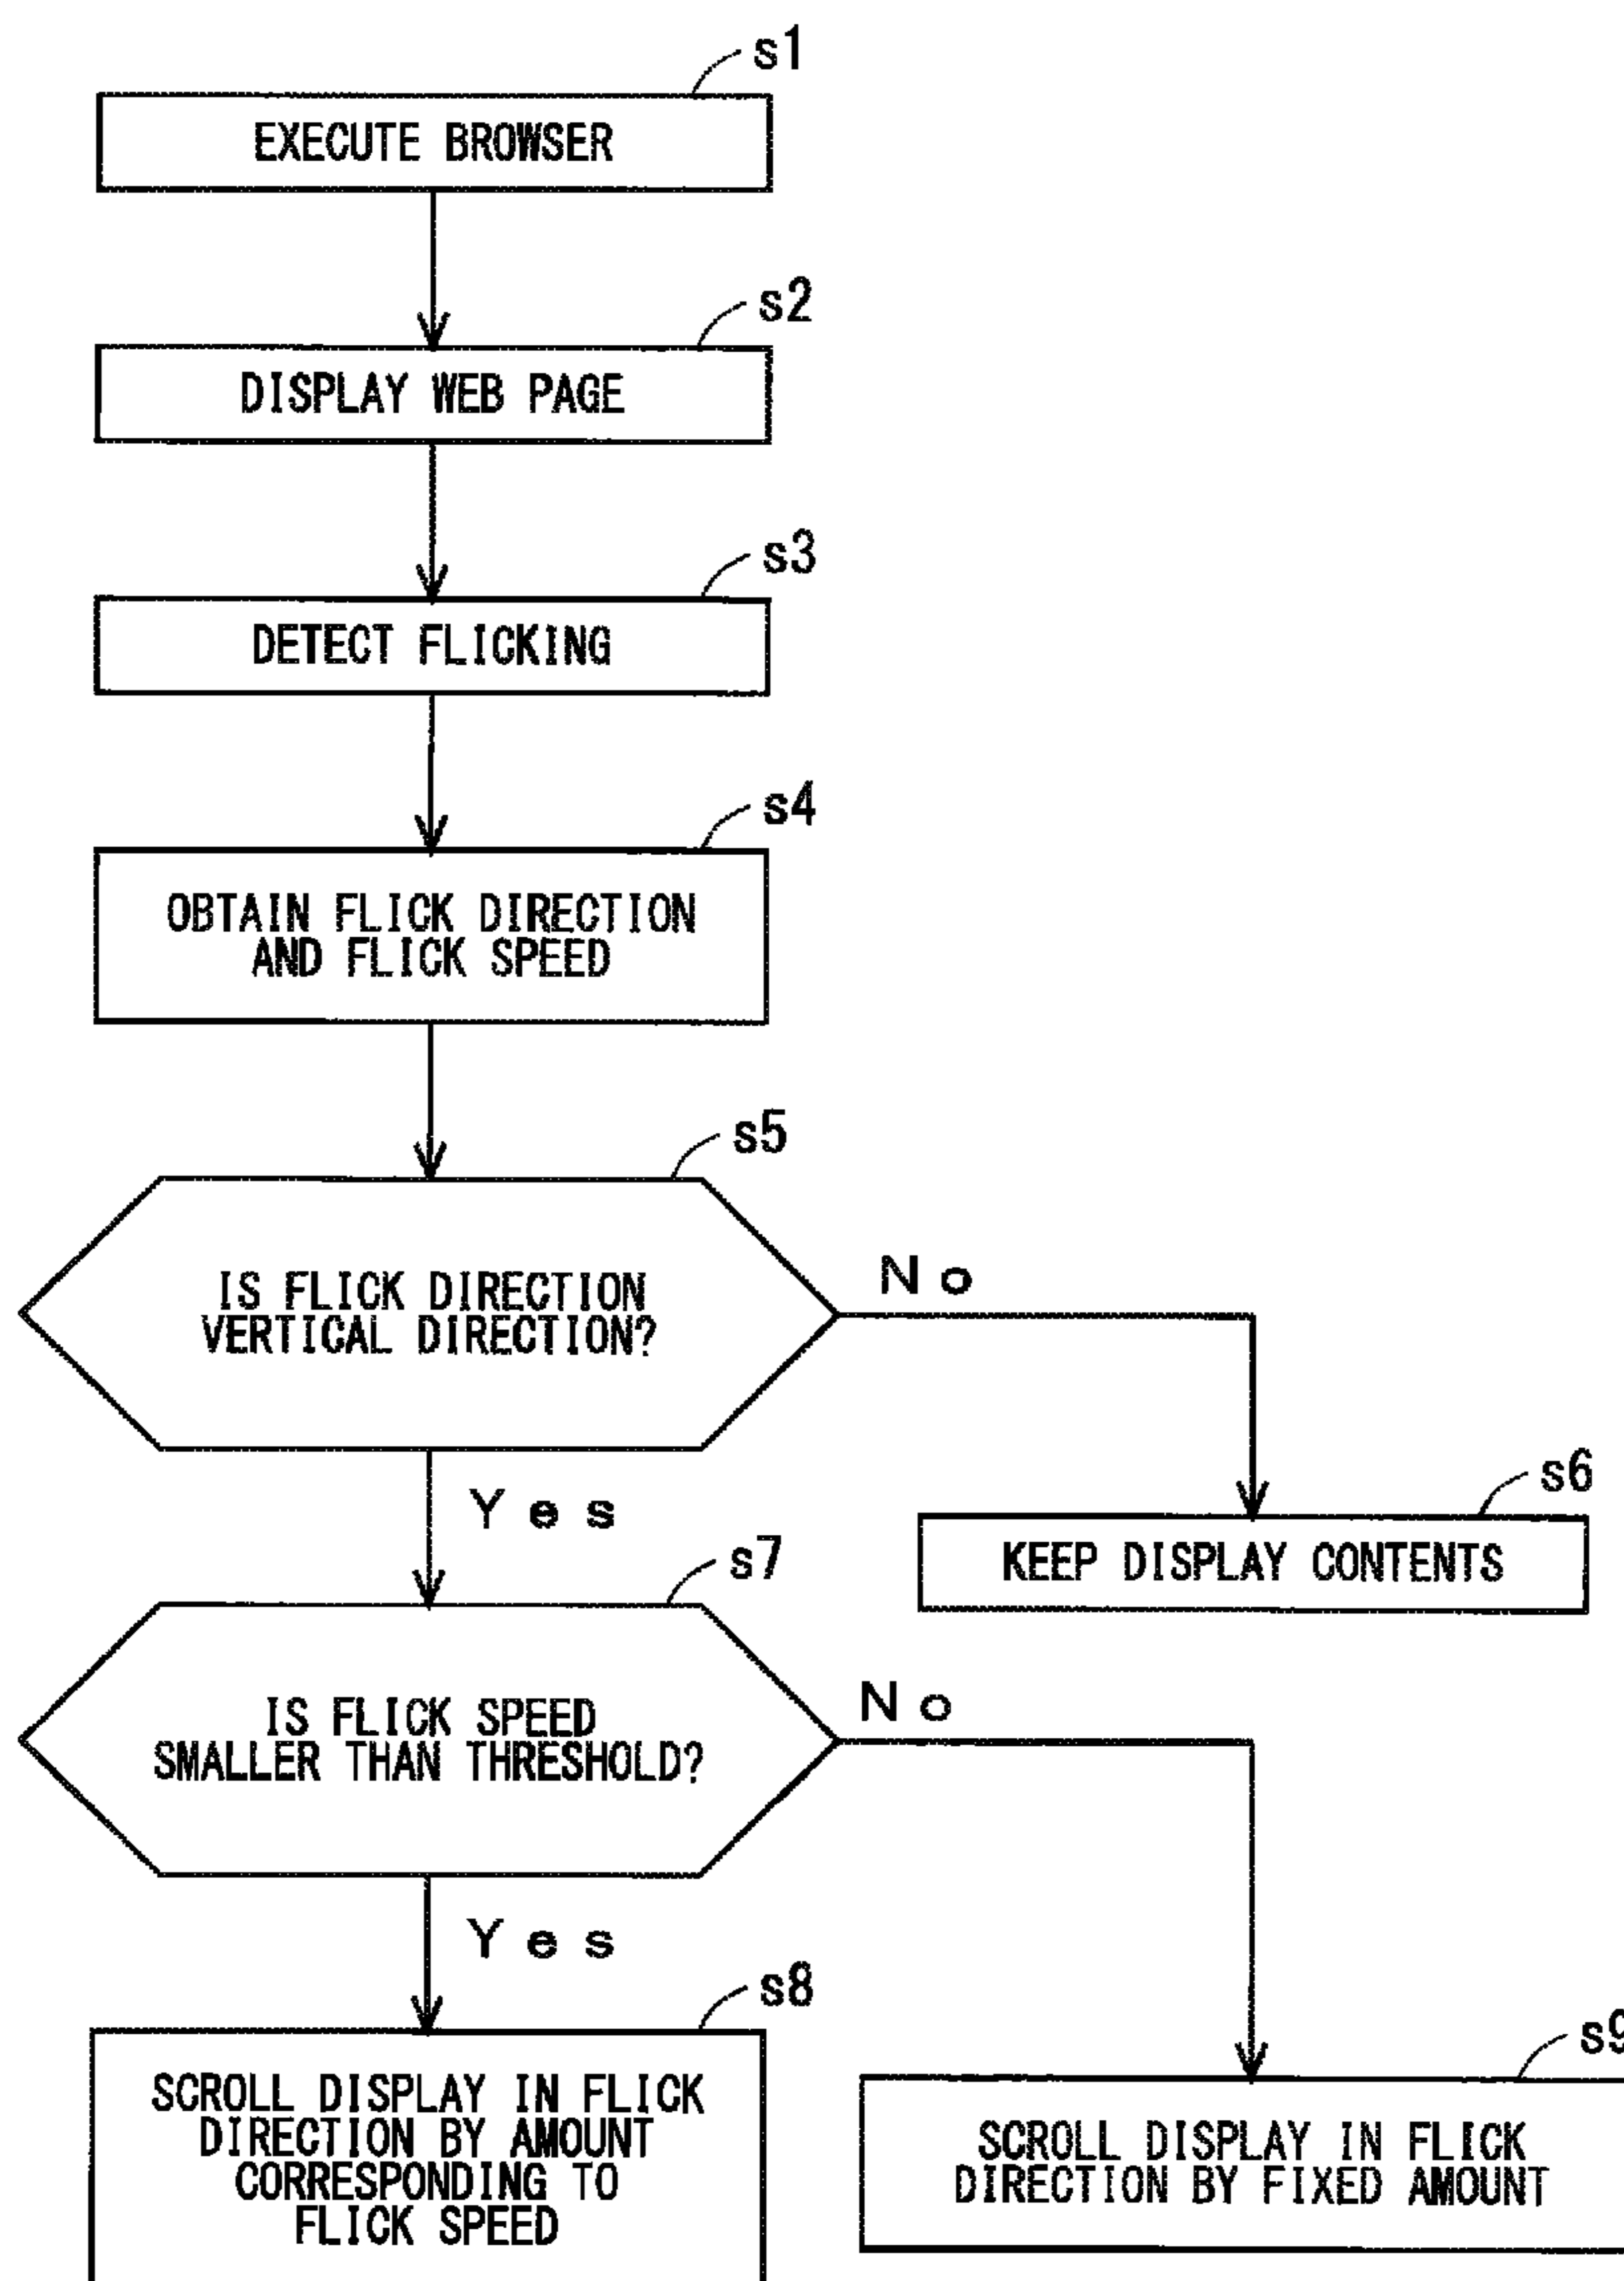 s1
EXECUTE BROWSER
s2
DISPLAY WEB PAGE
s3
DETECT FLICKING
s4
OBTAIN FLICK DIRECTION
AND FLICK SPEED
s5
IS FLICK DIRECTION
VERTICAL DIRECTION?
No
Yes
s6
KEEP DISPLAY CONTENTS
s7
IS FLICK SPEED
SMALLER THAN THRESHOLD?
No
Yes
s8
SCROLL DISPLAY IN FLICK
DIRECTION BY AMOUNT
CORRESPONDING TO
FLICK SPEED
s9
SCROLL DISPLAY IN FLICK
DIRECTION BY FIXED AMOUNT